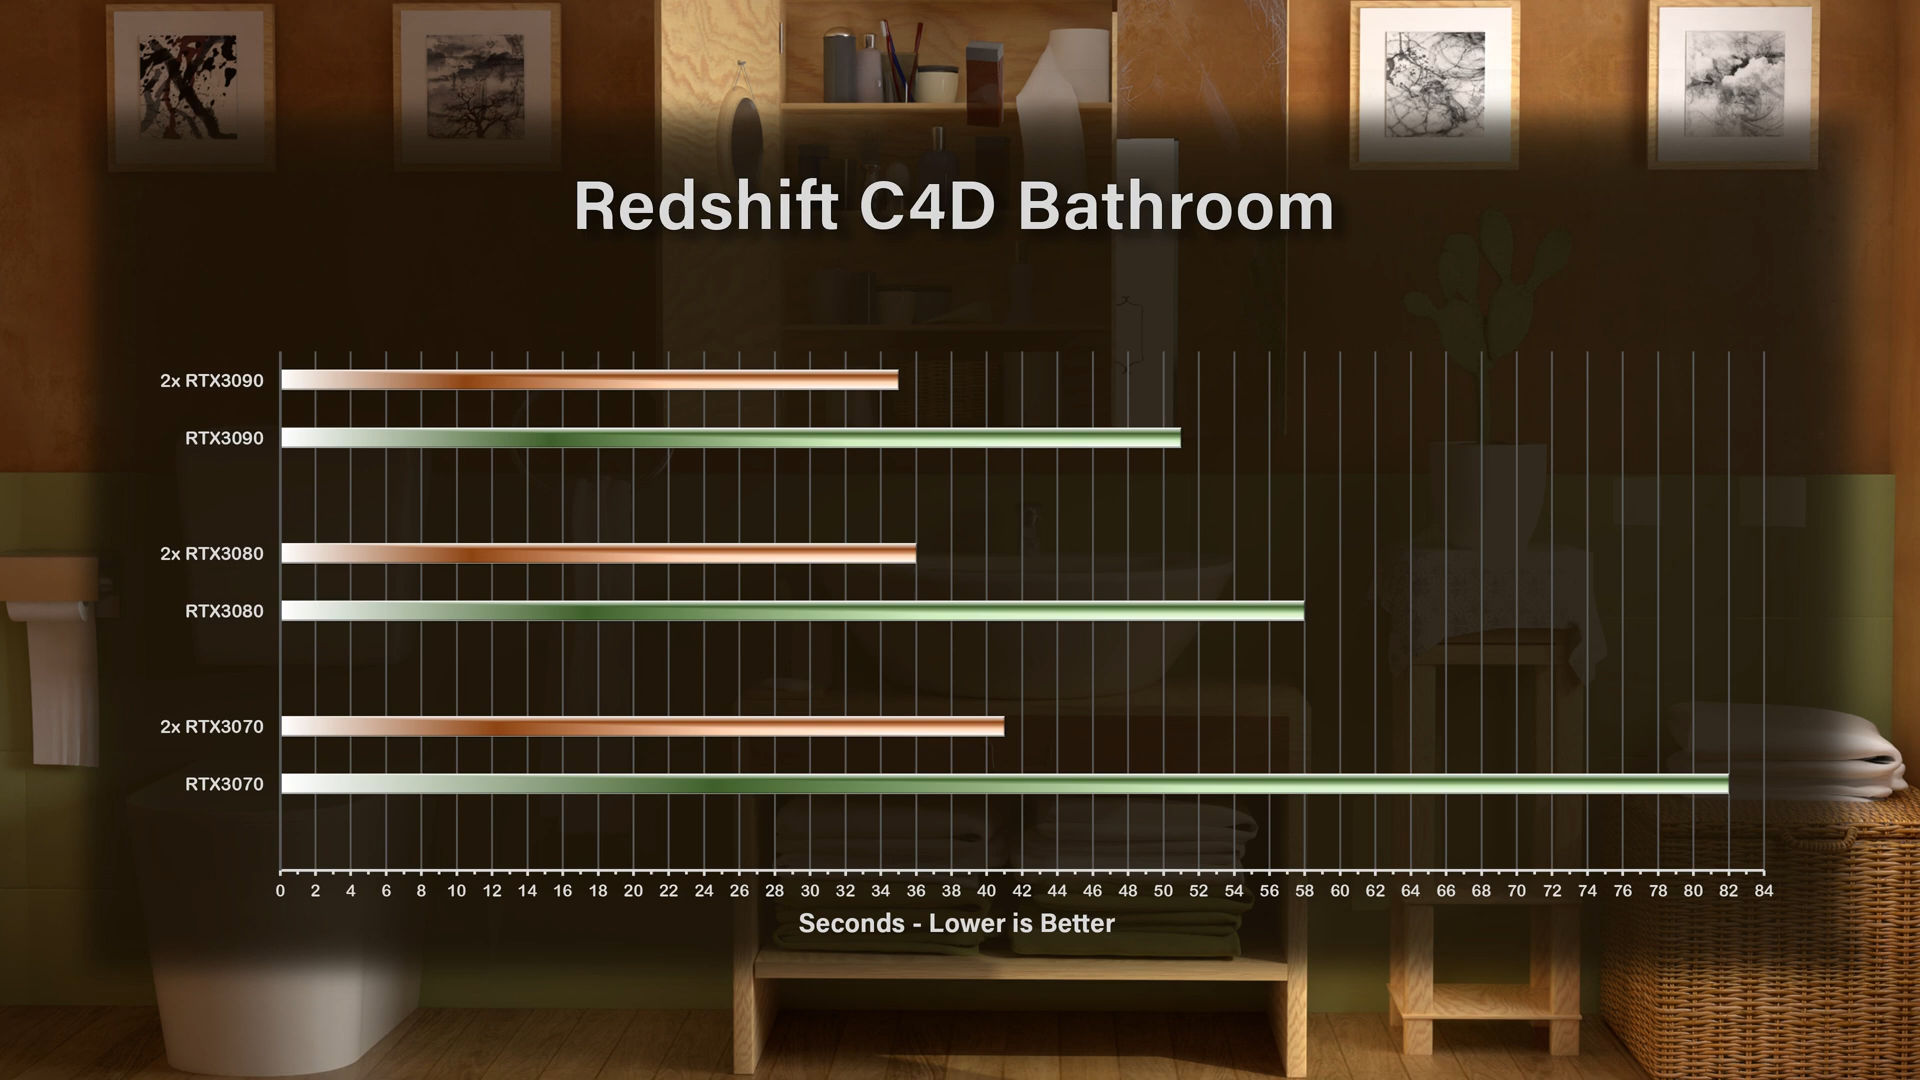 Redshift C4D Bathroom
2x RTX3090
RTX3090
2x RTX3080
RTX3080
2x RTX3070
RTX3070
0 2 4 6 8 10 12 14 16 18 20 22 24 26 28 30 32 34 36 38 40 42 44 46 48 50 52 54 56 58 60 62 64 66 68 70 72 74 76 78 80 82 84
Seconds - Lower is Better